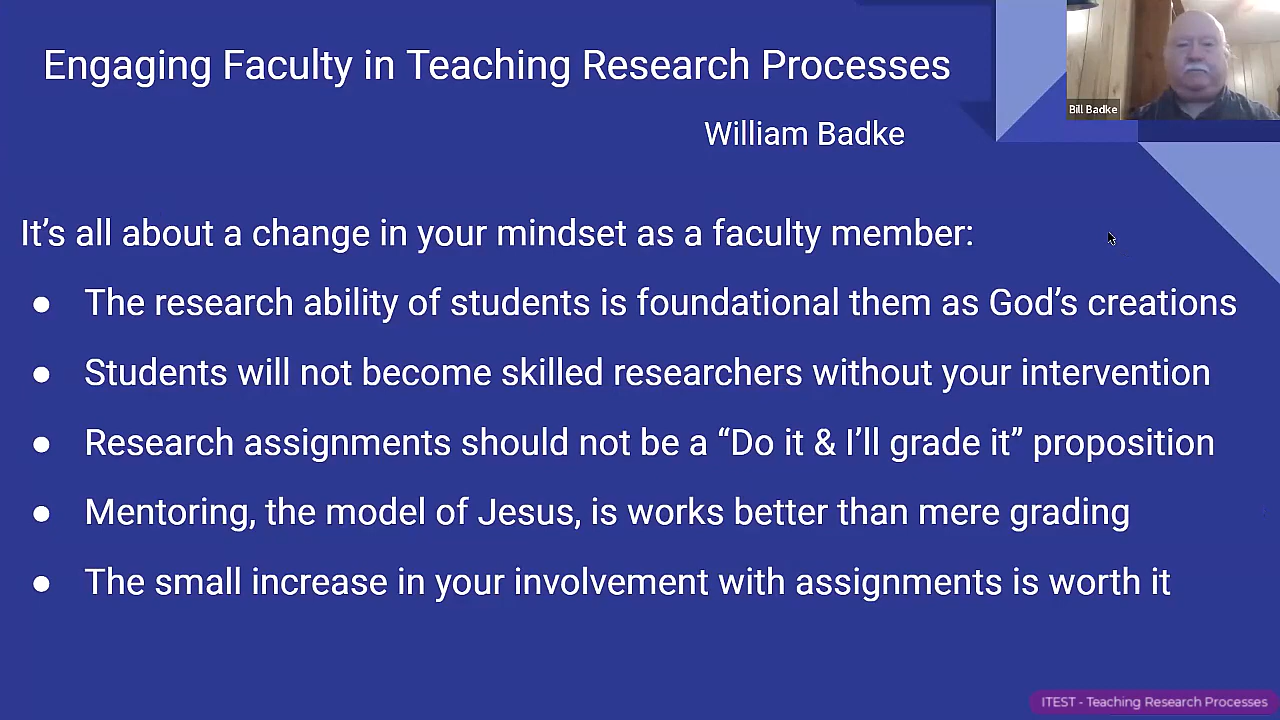 Engaging Faculty in Teaching Research Processes
Bill Badke
William Badke
It’s all about a change in your mindset as a faculty member:
● The research ability of students is foundational them as God’s creations
● Students will not become skilled researchers without your intervention
● Research assignments should not be a “Do it & I’ll grade it” proposition
● Mentoring, the model of Jesus, is works better than mere grading
● The small increase in your involvement with assignments is worth it
ITEST - Teaching Research Processes